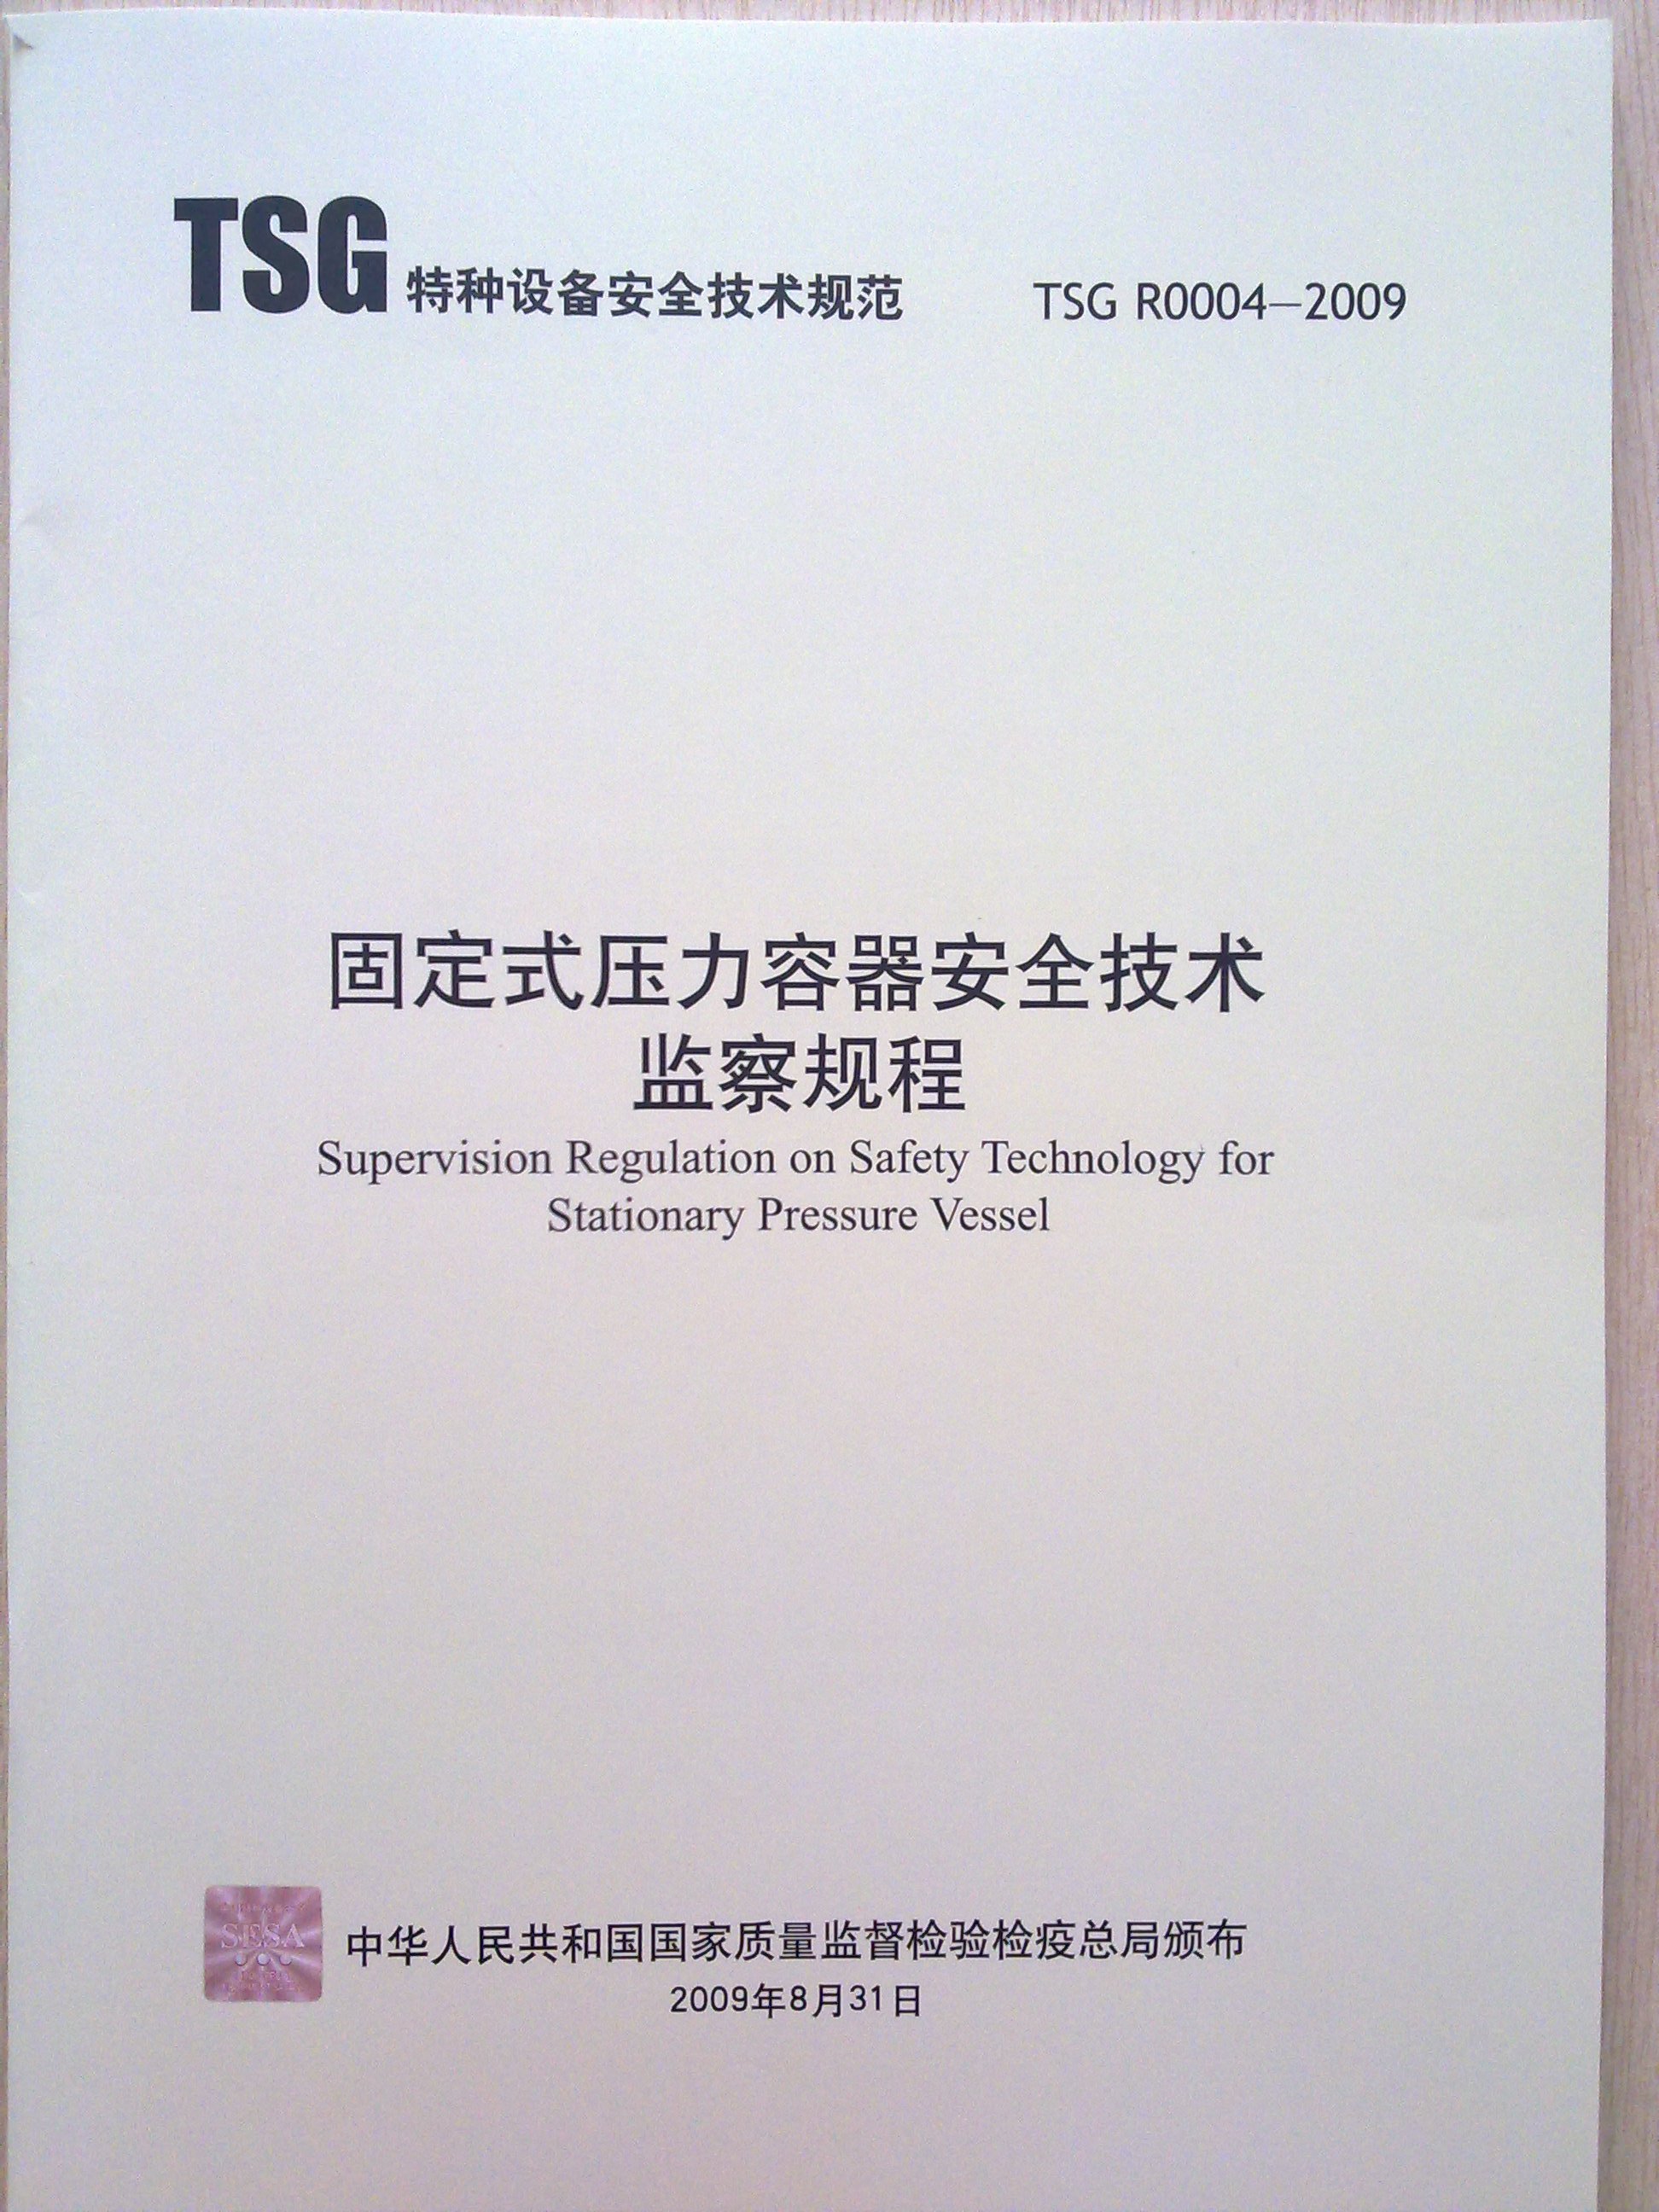 TSG 特种设备安全技术规范 TSG R0004—2009
固定式压力容器安全技术
监察规程
Supervision Regulation on Safety Technology for
Stationary Pressure Vessel
SESA
中华人民共和国国家质量监督检验检疫总局颁布
2009年8月31日